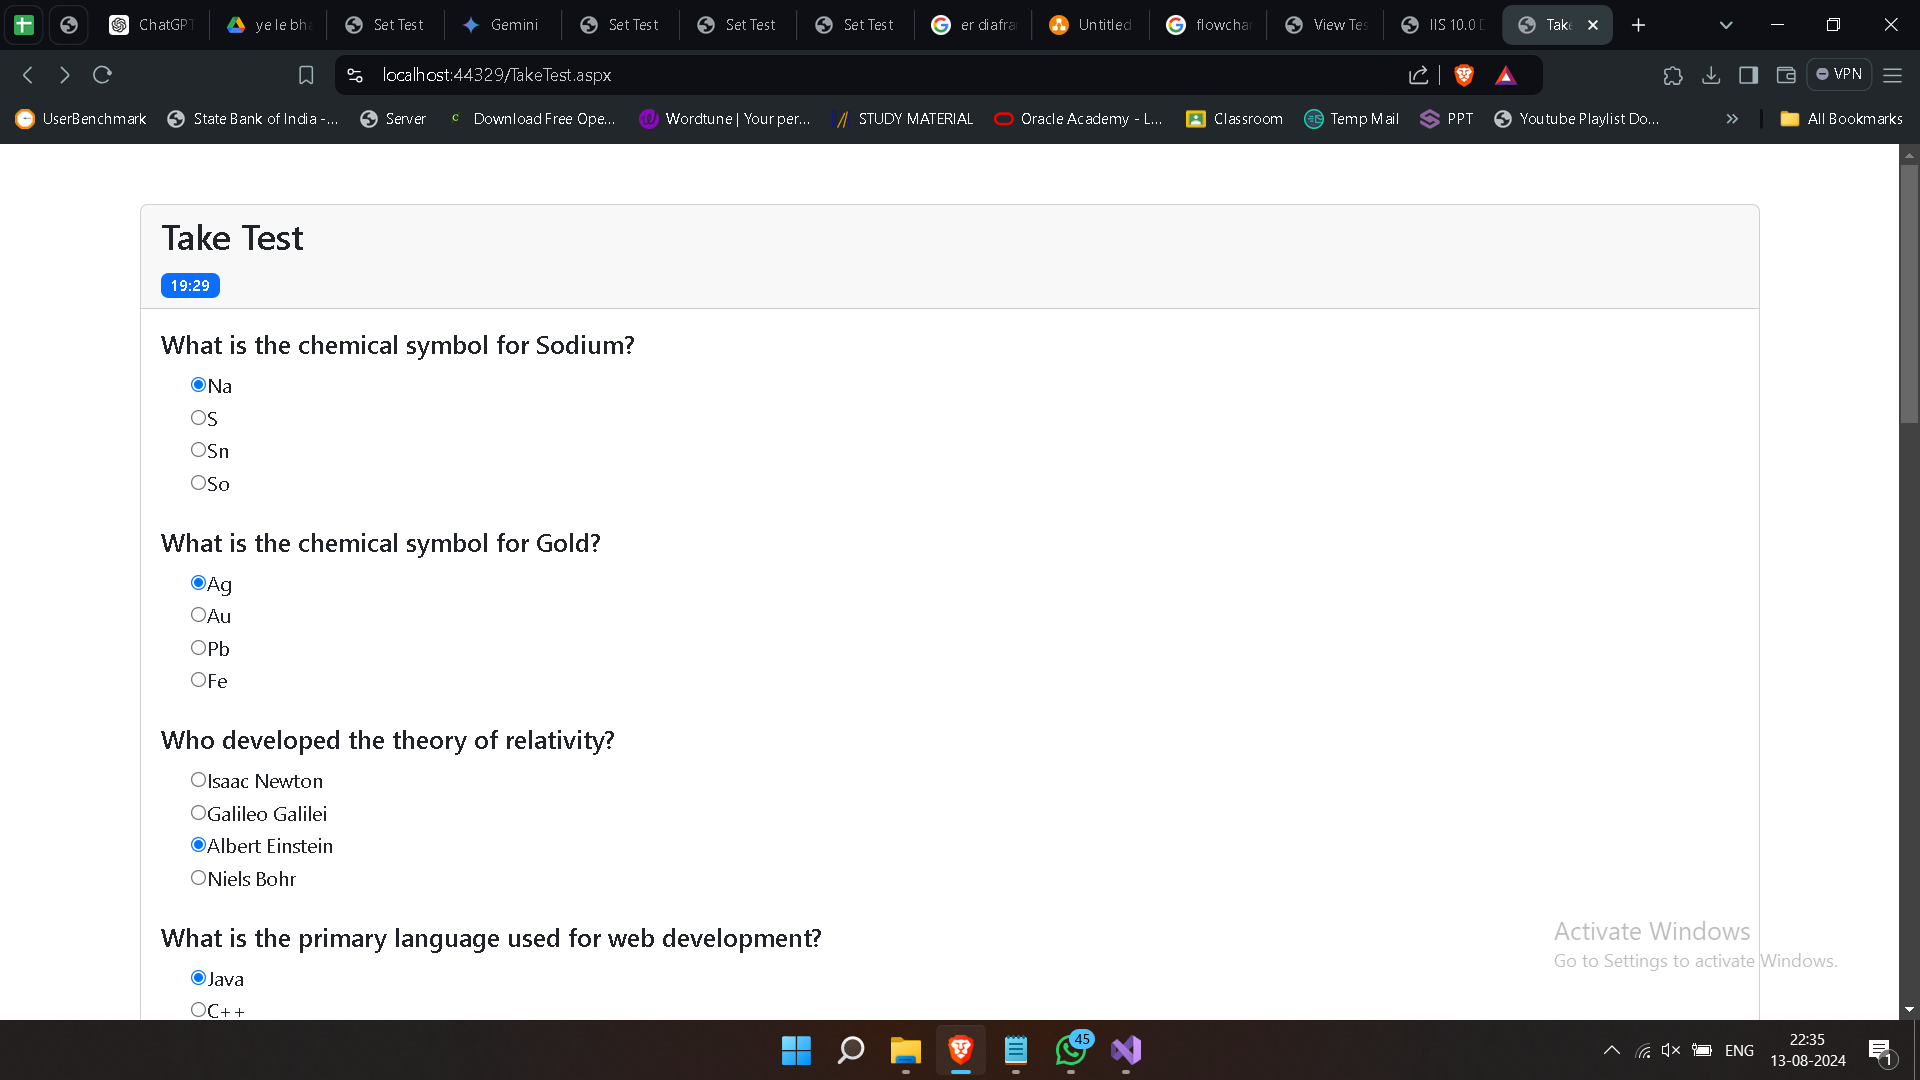 ChatGPT
ye le bha
Set Test
Gemini
Set Test
Set Test
Set Test
er diafra
Untitled
flowchar
View Tes
IIS 10.0 D
Take
localhost:44329/TakeTest.aspx
VPN
UserBenchmark
State Bank of India -...
Server
Download Free Ope...
Wordtune | Your per...
STUDY MATERIAL
Oracle Academy - L...
Classroom
Temp Mail
PPT
Youtube Playlist Do...
All Bookmarks
Take Test
19:29
What is the chemical symbol for Sodium?
Na
S
Sn
So
What is the chemical symbol for Gold?
Ag
Au
Pb
Fe
Who developed the theory of relativity?
Isaac Newton
Galileo Galilei
Albert Einstein
Niels Bohr
What is the primary language used for web development?
Java
C++
Activate Windows
Go to Settings to activate Windows.
45
ENG
22:35
13-08-2024
1